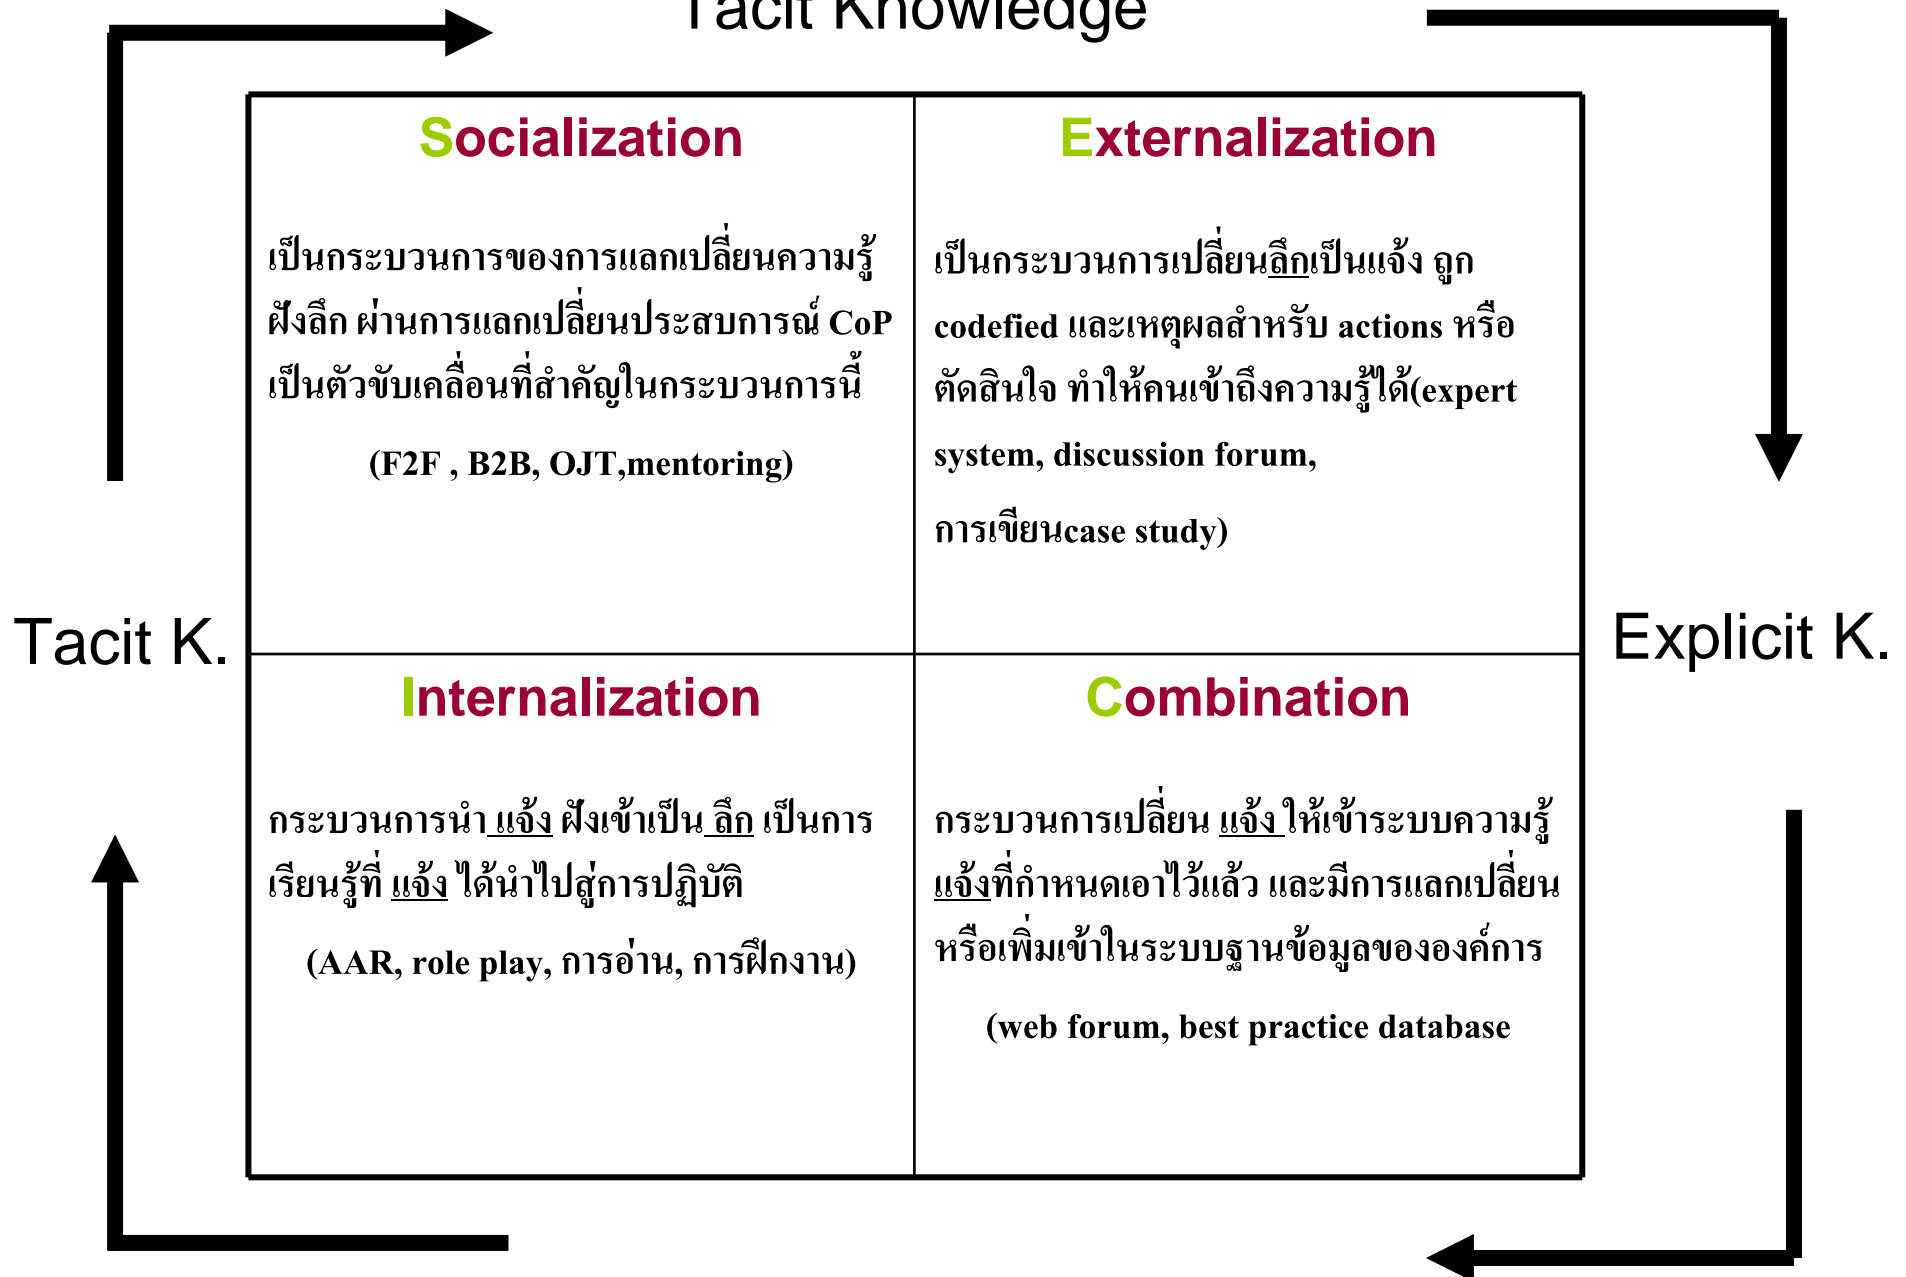 Tacit Knowledge
Socialization
เป็นกระบวนการของการแลกเปลี่ยนความรู้
ฝังลึก ผ่านการแลกเปลี่ยนประสบการณ์ CoP
เป็นตัวขับเคลื่อนที่สำคัญในกระบวนการนี้
(F2F , B2B, OJT,mentoring)
Externalization
เป็นกระบวนการเปลี่ยนลึกเป็นแจ้ง ถูก
codefied และเหตุผลสำหรับ actions หรือ
ตัดสินใจ ทำให้คนเข้าถึงความรู้ได้(expert
system, discussion forum,
การเขียนcase study)
Tacit K.
Explicit K.
Internalization
กระบวนการนำ แจ้ง ฝังเข้าเป็น ลึก เป็นการ
เรียนรู้ที่ แจ้ง ได้นำไปสู่การปฏิบัติ
(AAR, role play, การอ่าน, การฝึกงาน)
Combination
กระบวนการเปลี่ยน แจ้ง ให้เข้าระบบความรู้
แจ้งที่กำหนดเอาไว้แล้ว และมีการแลกเปลี่ยน
หรือเพิ่มเข้าในระบบฐานข้อมูลขององค์การ
(web forum, best practice database